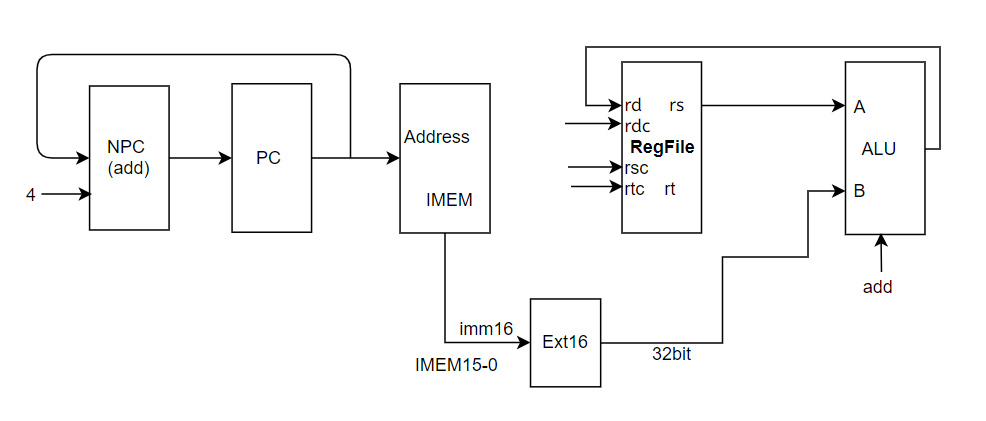 NPC
(add)
4
PC
Address
IMEM
rd rs
rdc
RegFile
rsc
rtc rt
A
ALU
B
add
imm16
IMEM15-0
Ext16
32bit